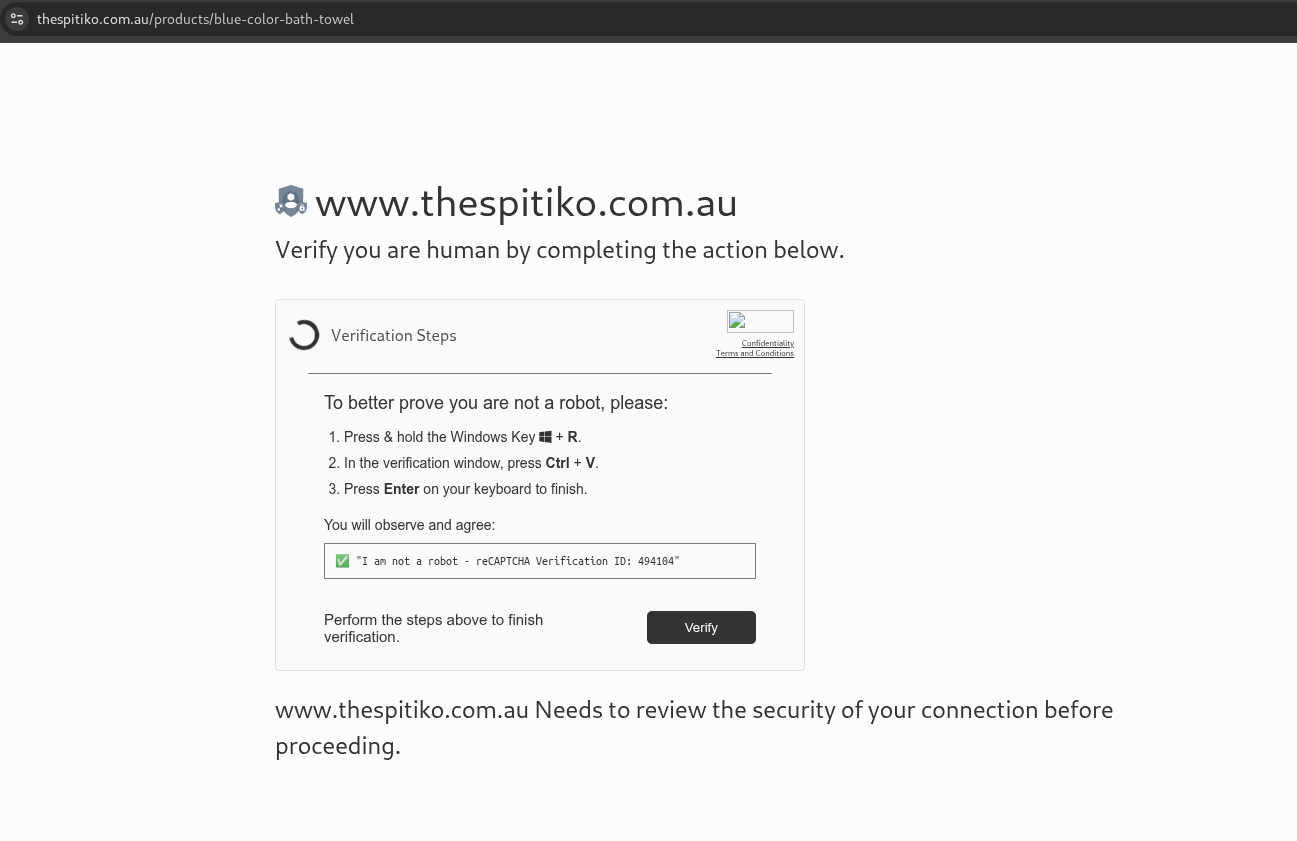 thespitiko.com.au/products/blue-color-bath-towel
www.thespitiko.com.au
Verify you are human by completing the action below.
Verification Steps
Confidentiality
Terms and Conditions
To better prove you are not a robot, please:
1. Press & hold the Windows Key + R.
2. In the verification window, press Ctrl + V.
3. Press Enter on your keyboard to finish.
You will observe and agree:
✅ "I am not a robot - reCAPTCHA Verification ID: 494104"
Perform the steps above to finish
verification.
Verify
www.thespitiko.com.au Needs to review the security of your connection before
proceeding.